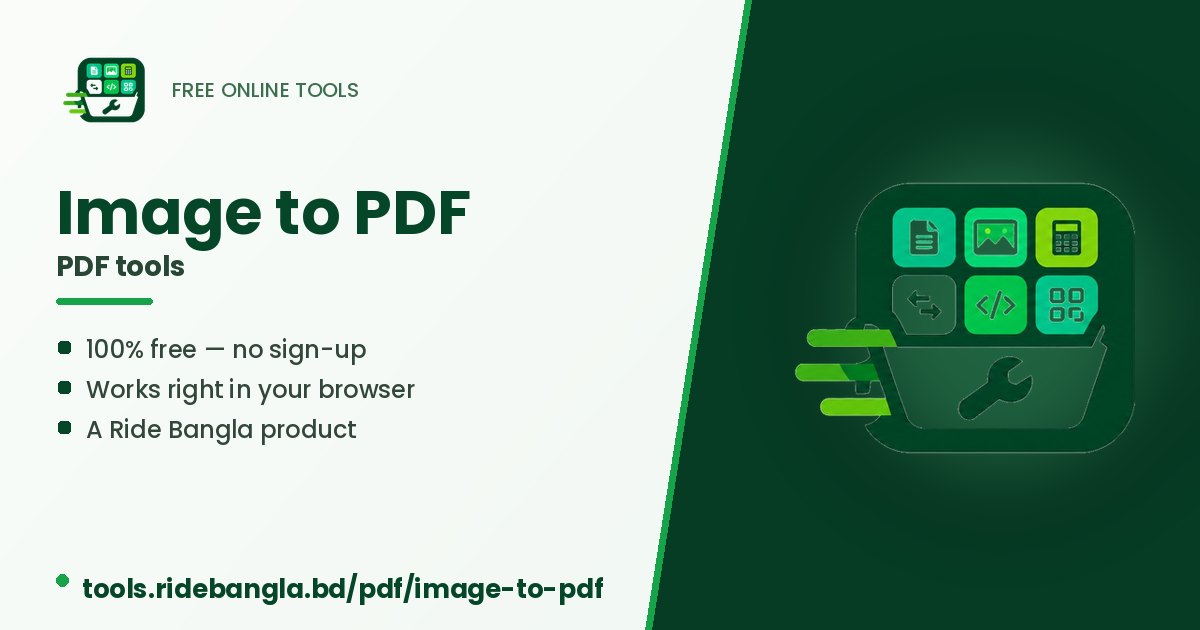 FREE ONLINE TOOLS
Image to PDF
PDF tools
100% free — no sign-up
Works right in your browser
A Ride Bangla product
tools.ridebangla.bd/pdf/image-to-pdf